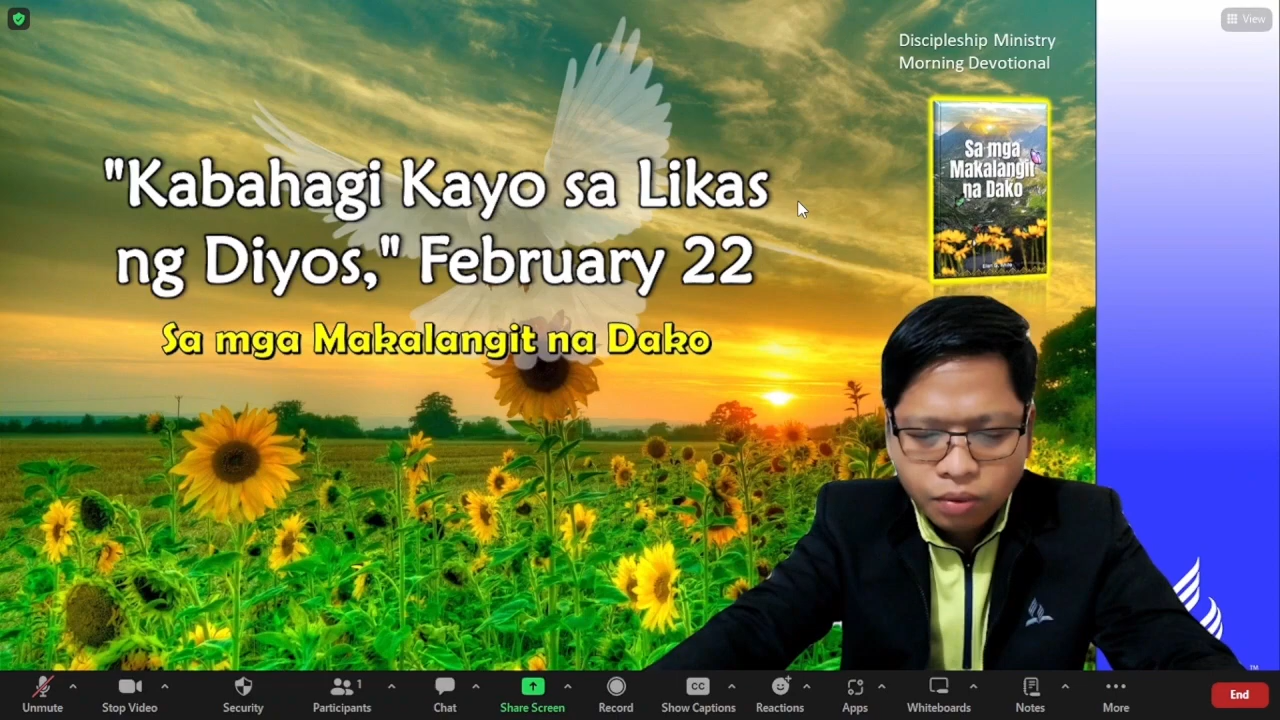 View
Discipleship Ministry
Morning Devotional
Sa mga
Makalangit
na Dako
"Kabahagi Kayo sa Likas
ng Diyos," February 22
Sa mga Makalangit na Dako
TM
Unmute
Stop Video
Security
1
Participants
Chat
Share Screen
Record
CC
Show Captions
Reactions
Apps
Whiteboards
Notes
More
End